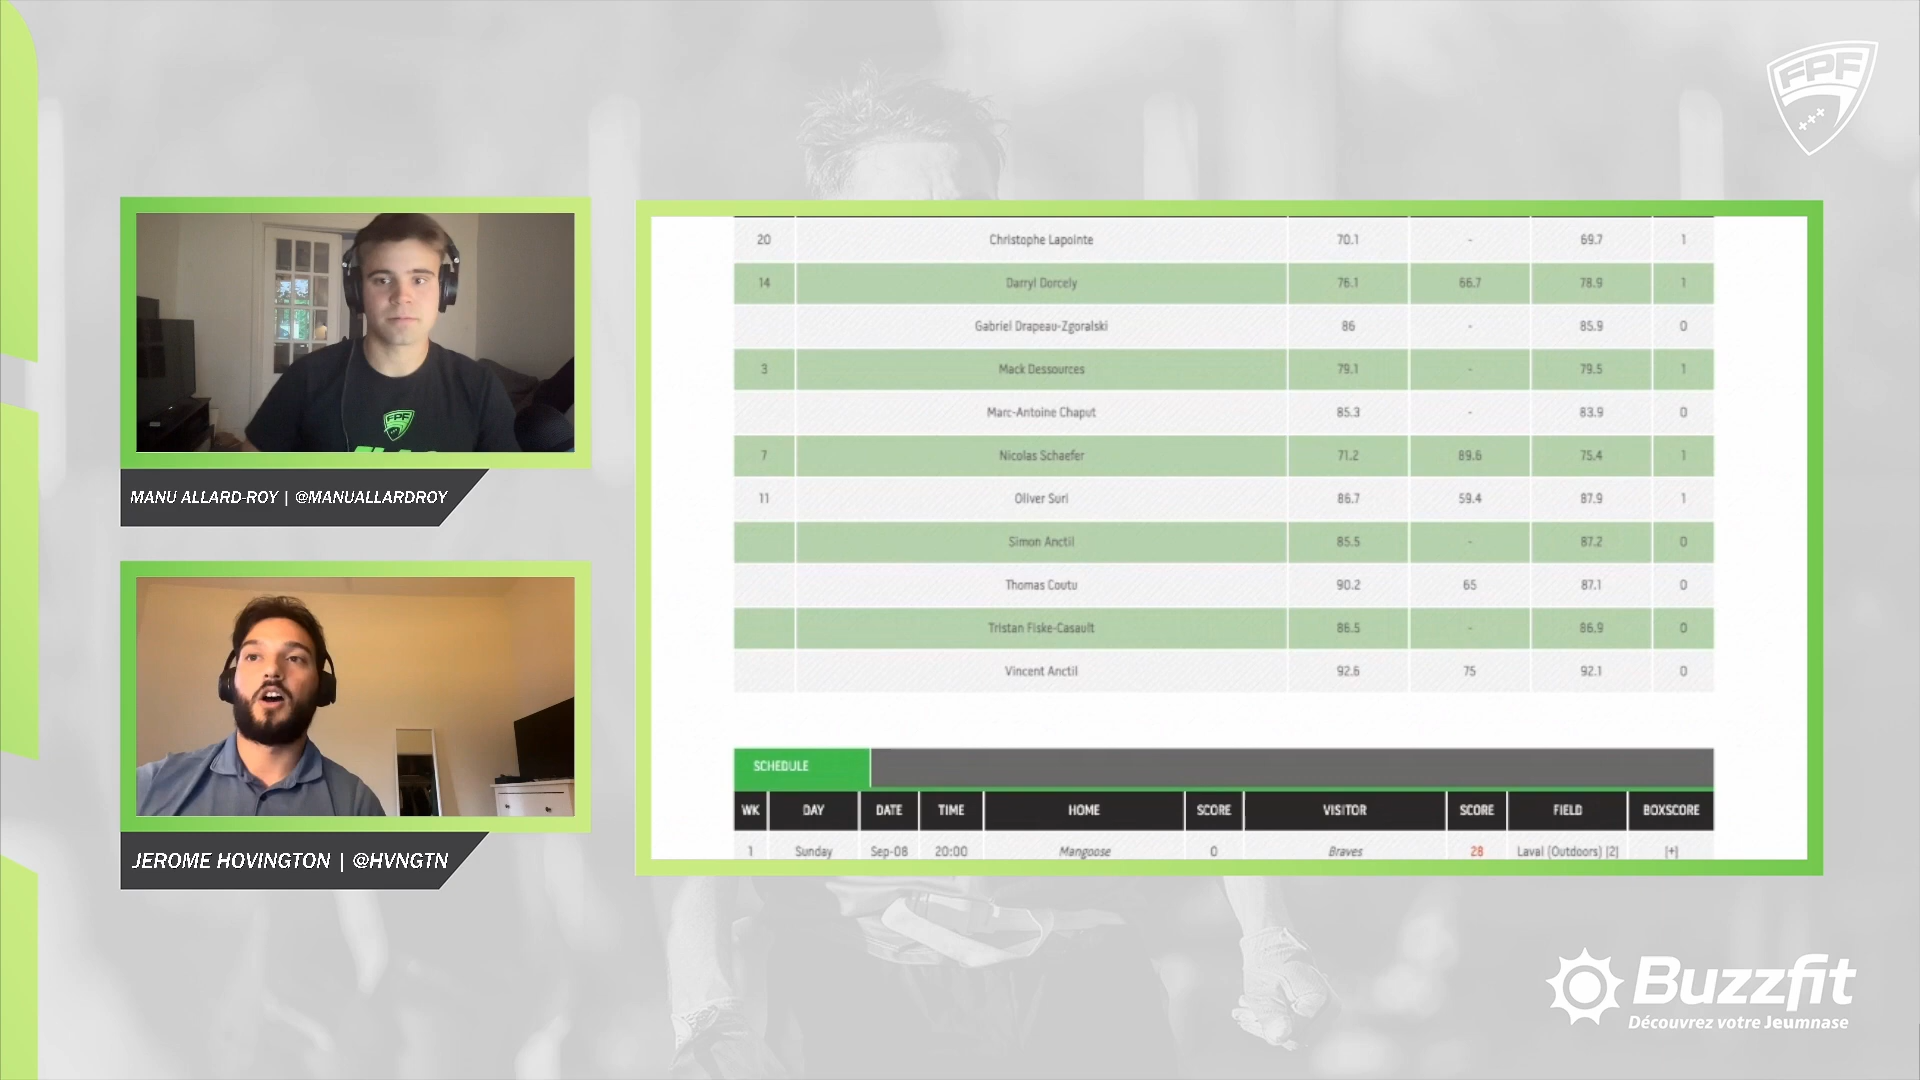 FPF
FPF
MANU ALLARD-ROY | @MANUALLARDROY
JEROME HOVINGTON | @HVNGTN
20 Christophe Lapointe 70.1 - 69.7 1
14 Darryl Dorcely 76.1 66.7 78.9 1
Gabriel Drapeau-Zgoralski 86 - 85.9 0
3 Mack Dessources 79.1 - 79.5 1
Marc-Antoine Chaput 85.3 - 83.9 0
7 Nicolas Schaefer 71.2 89.6 75.4 1
11 Oliver Suri 86.7 59.4 87.9 1
Simon Anctil 85.5 - 87.2 0
Thomas Coutu 90.2 65 87.1 0
Tristan Fiske-Casault 86.5 - 86.9 0
Vincent Anctil 92.6 75 92.1 0
SCHEDULE
WK DAY DATE TIME HOME SCORE VISITOR SCORE FIELD BOXSCORE
1 Sunday Sep-08 20:00 Mangoose 0 Braves 28 Laval (Outdoors) [2] [+]
Buzzfit
Découvrez votre Jeumnase